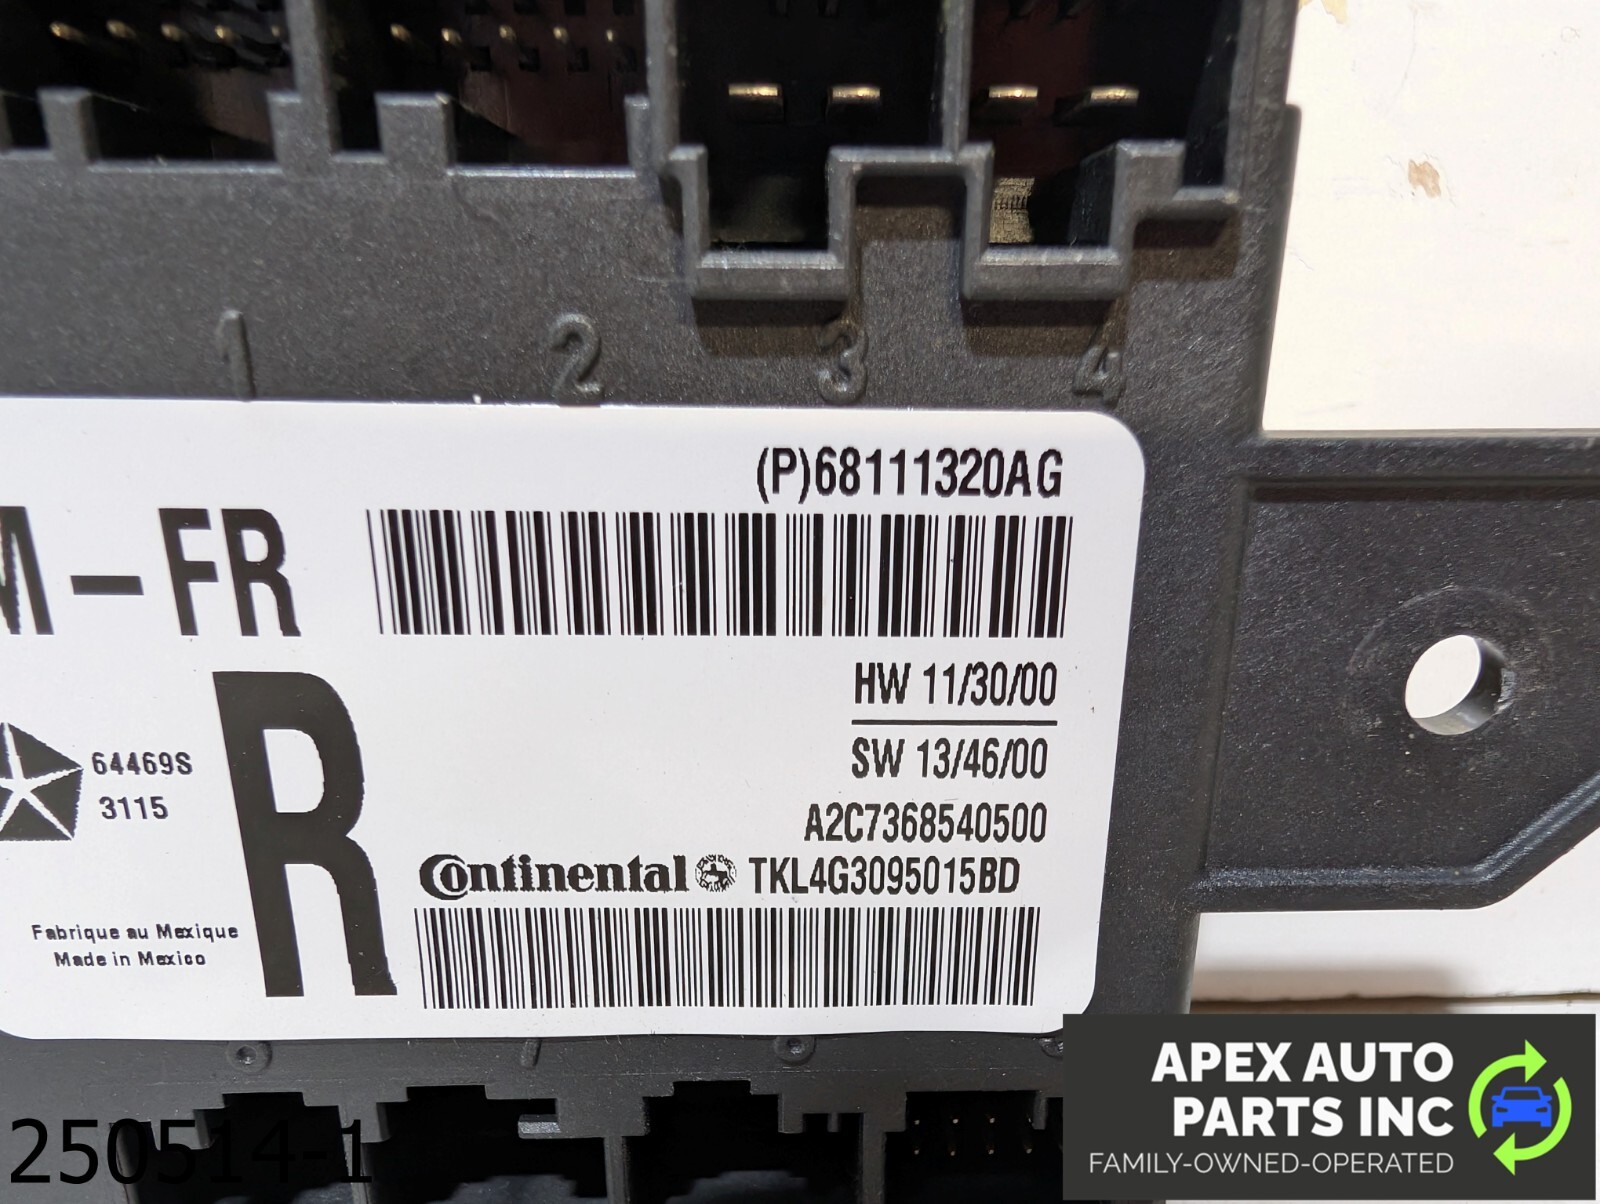 1 2 3 4
(P)68111320AG
M-FR
HW 11/30/00
SW 13/46/00
64469S
3115
R
A2C7368540500
Continental TKL4G3095015BD
Fabrique au Mexique
Made in Mexico
250514-1
APEX AUTO
PARTS INC
FAMILY-OWNED-OPERATED